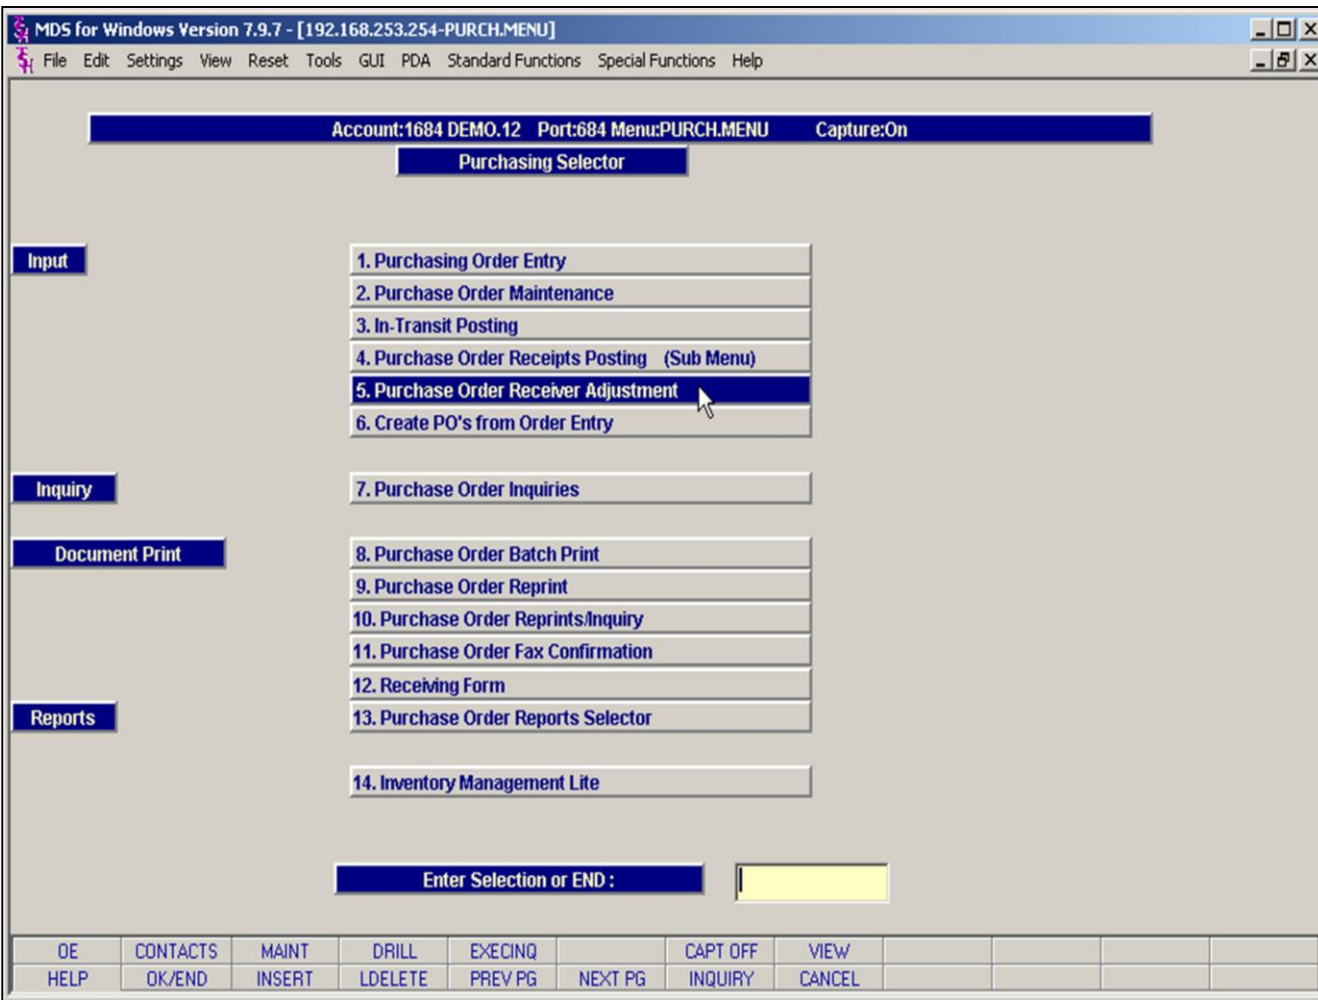 MDS for Windows Version 7.9.7 - [192.168.253.254-PURCH.MENU]
File Edit Settings View Reset Tools GUI PDA Standard Functions Special Functions Help
Account:1684 DEMO.12 Port:684 Menu:PURCH.MENU Capture:On
Purchasing Selector
Input
1. Purchasing Order Entry
2. Purchase Order Maintenance
3. In-Transit Posting
4. Purchase Order Receipts Posting (Sub Menu)
5. Purchase Order Receiver Adjustment
6. Create PO's from Order Entry
Inquiry
7. Purchase Order Inquiries
Document Print
8. Purchase Order Batch Print
9. Purchase Order Reprint
10. Purchase Order Reprints/Inquiry
11. Purchase Order Fax Confirmation
12. Receiving Form
Reports
13. Purchase Order Reports Selector
14. Inventory Management Lite
Enter Selection or END :
OE CONTACTS MAINT DRILL EXECINQ CAPT OFF VIEW
HELP OK/END INSERT LDELETE PREV PG NEXT PG INQUIRY CANCEL